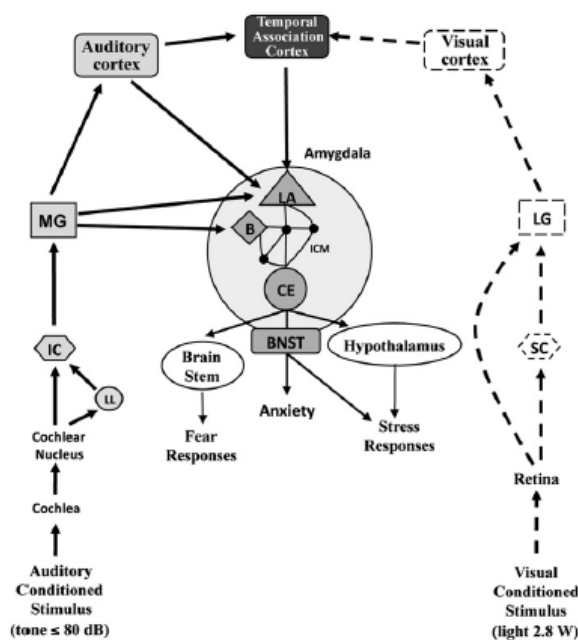 Auditory
cortex
Temporal
Association
Cortex
Visual
cortex
Amygdala
LA
MG
B
ICM
LG
CE
IC
BNST
Brain
Stem
Hypothalamus
SC
LL
Cochlear
Nucleus
Anxiety
Fear
Responses
Stress
Responses
Retina
Cochlea
Auditory
Conditioned
Stimulus
(tone ≤ 80 dB)
Visual
Conditioned
Stimulus
(light 2.8 W)